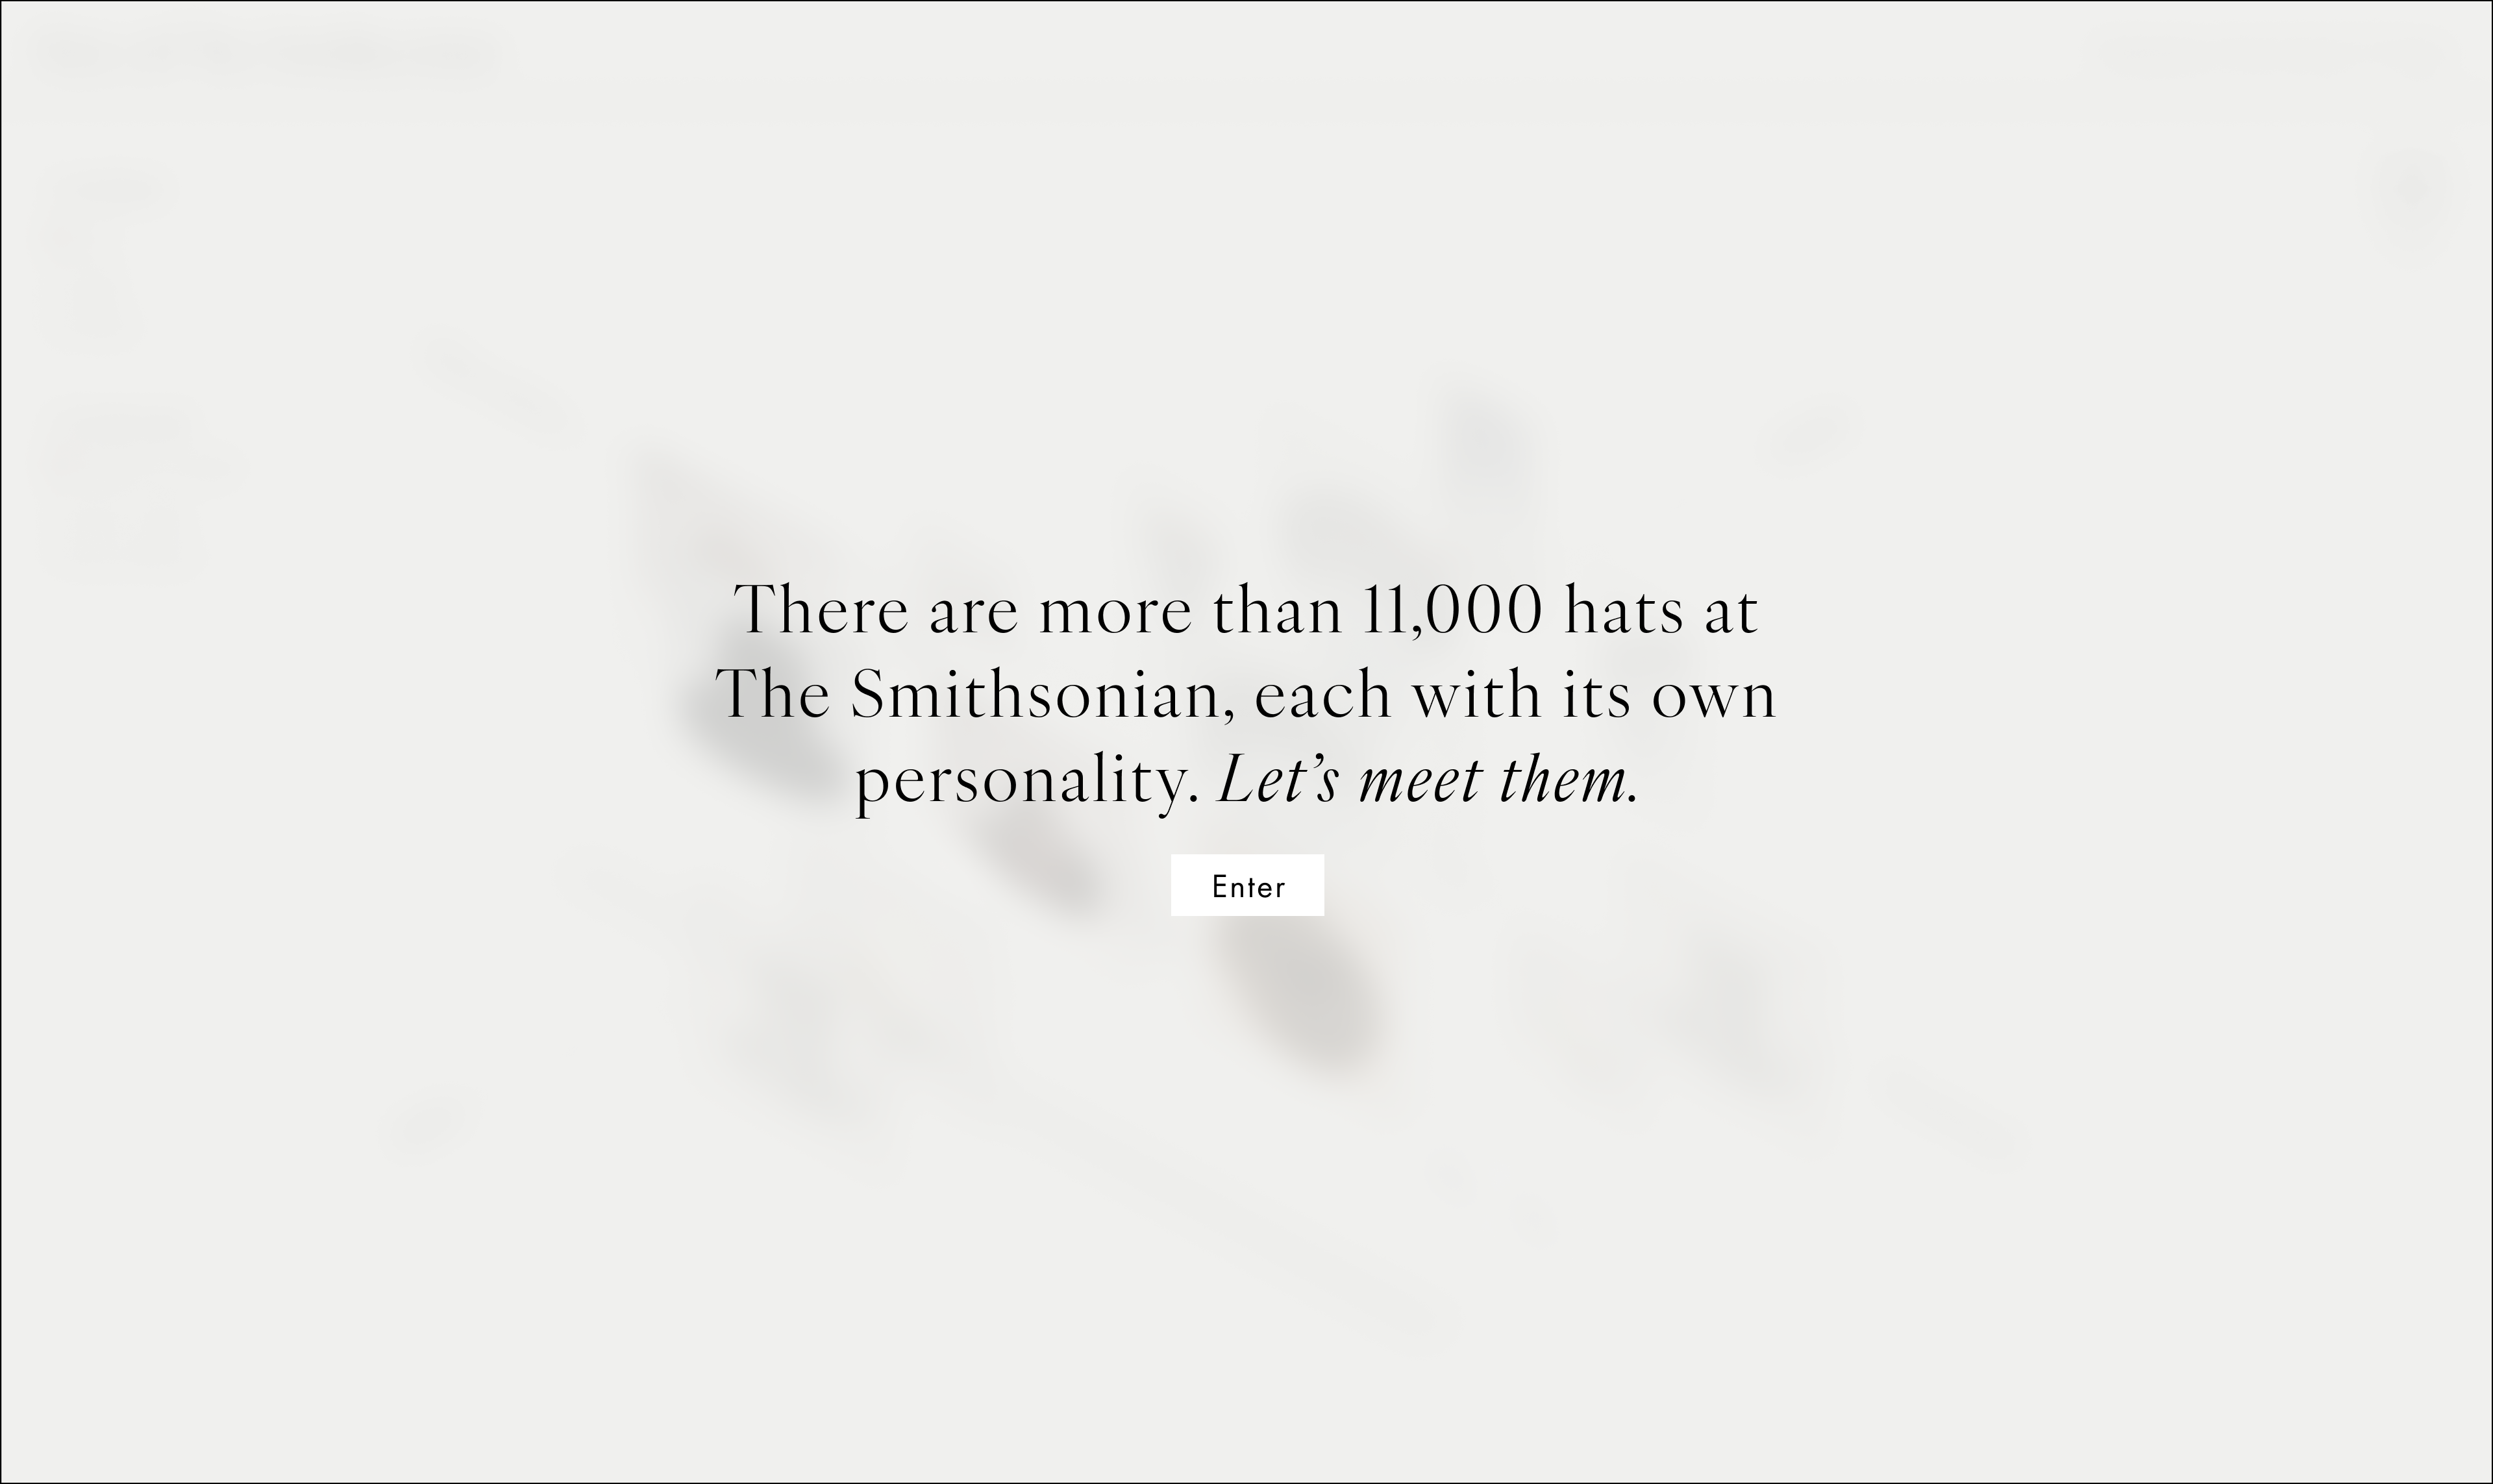 There are more than 11,000 hats at
The Smithsonian, each with its own
personality. Let’s meet them.
Enter